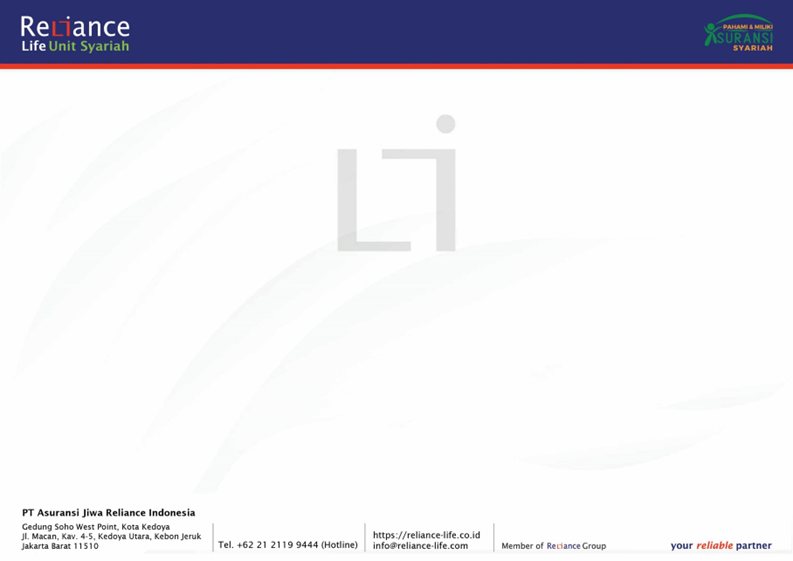 Reliance
Life Unit Syariah
PAHAMI & MILIKI
ASURANSI
SYARIAH
PT Asuransi Jiwa Reliance Indonesia
Gedung Soho West Point, Kota Kedoya
Jl. Macan, Kav. 4-5, Kedoya Utara, Kebon Jeruk
Jakarta Barat 11510
Tel. +62 21 2119 9444 (Hotline)
https://reliance-life.co.id
info@reliance-life.com
Member of Reliance Group
your reliable partner